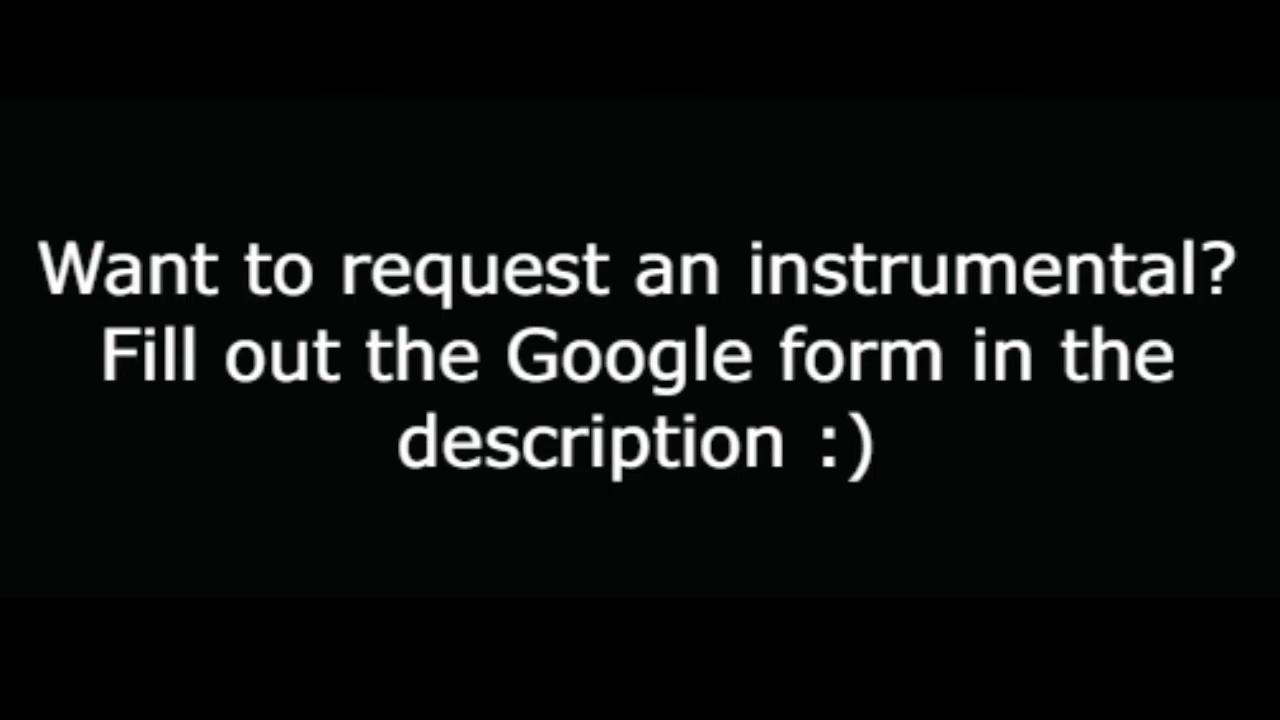 Want to request an instrumental?
Fill out the Google form in the
description :)